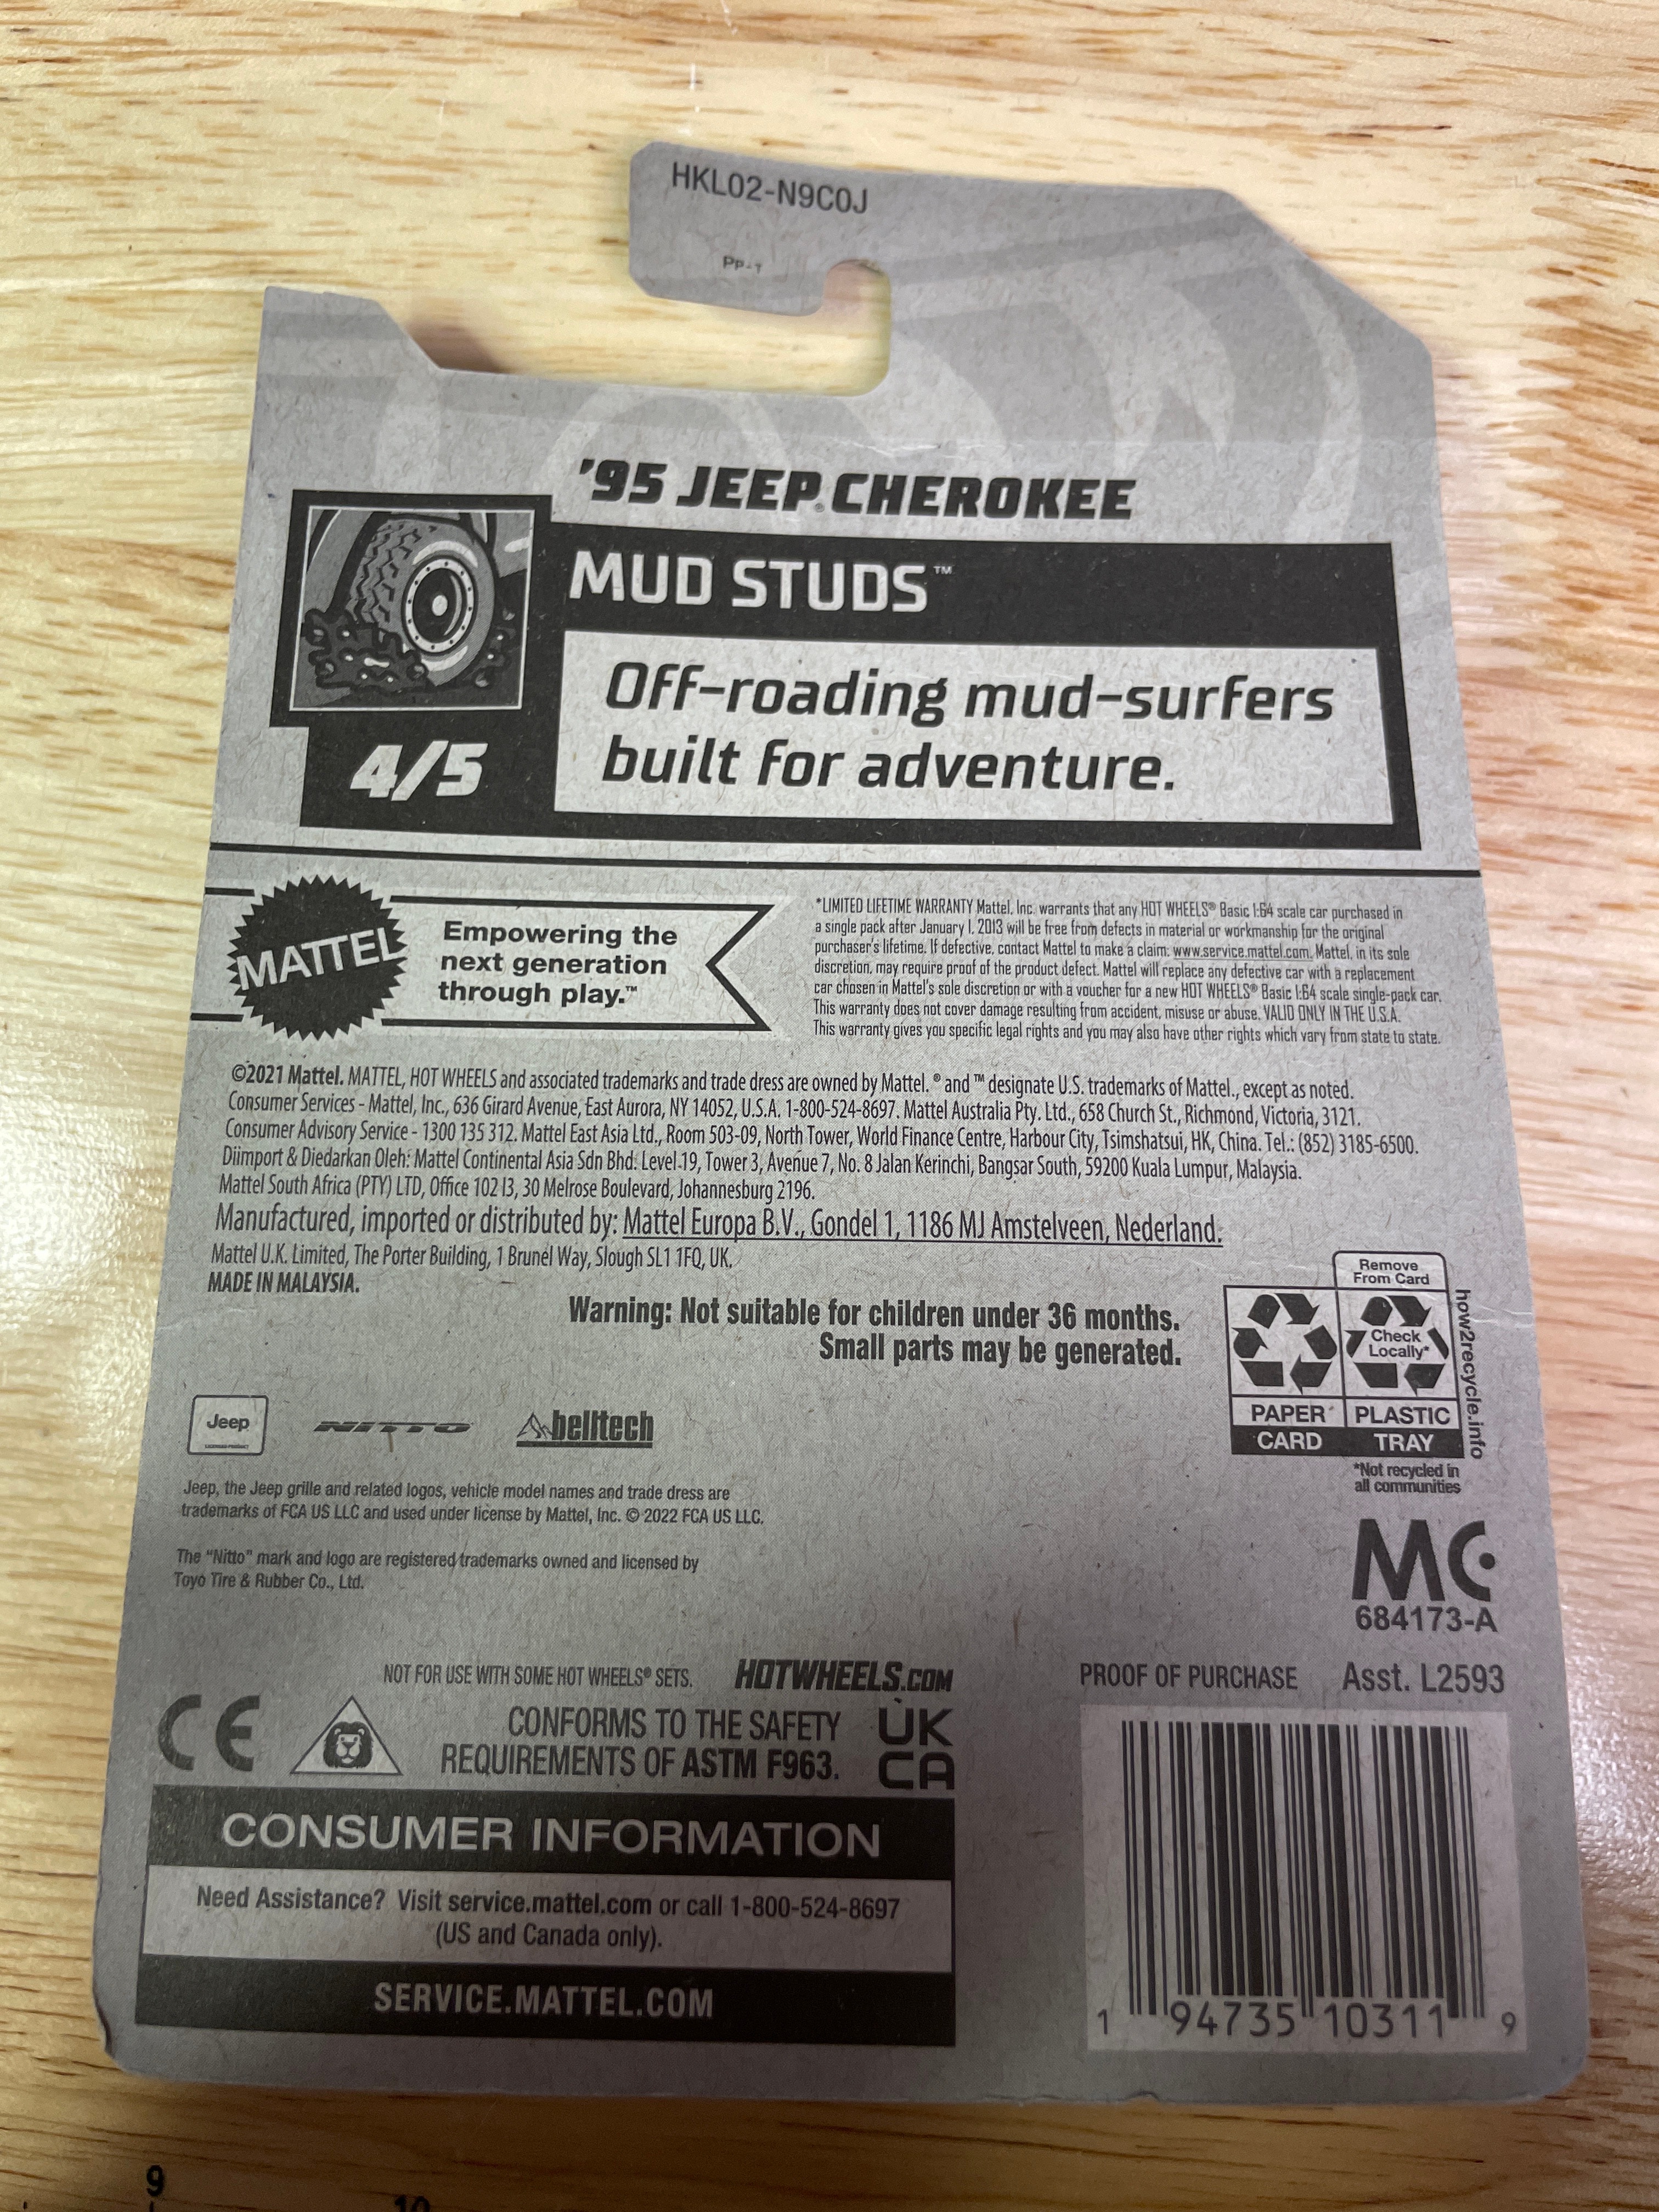 HKL02-N9C0J
PP-7
'95 JEEP® CHEROKEE
MUD STUDS™
Off-roading mud-surfers
built for adventure.
4/5
MATTEL
Empowering the
next generation
through play.™
*LIMITED LIFETIME WARRANTY Mattel, Inc. warrants that any HOT WHEELS® Basic 1:64 scale car purchased in
a single pack after January 1, 2013 will be free from defects in material or workmanship for the original
purchaser's lifetime. If defective, contact Mattel to make a claim: www.service.mattel.com. Mattel, in its sole
discretion, may require proof of the product defect. Mattel will replace any defective car with a replacement
car chosen in Mattel's sole discretion or with a voucher for a new HOT WHEELS® Basic 1:64 scale single-pack car.
This warranty does not cover damage resulting from accident, misuse or abuse. VALID ONLY IN THE U.S.A.
This warranty gives you specific legal rights and you may also have other rights which vary from state to state.
©2021 Mattel. MATTEL, HOT WHEELS and associated trademarks and trade dress are owned by Mattel. ® and ™ designate U.S. trademarks of Mattel., except as noted.
Consumer Services - Mattel, Inc., 636 Girard Avenue, East Aurora, NY 14052, U.S.A. 1-800-524-8697. Mattel Australia Pty. Ltd., 658 Church St., Richmond, Victoria, 3121.
Consumer Advisory Service - 1300 135 312. Mattel East Asia Ltd., Room 503-09, North Tower, World Finance Centre, Harbour City, Tsimshatsui, HK, China. Tel.: (852) 3185-6500.
Diimport & Diedarkan Oleh: Mattel Continental Asia Sdn Bhd. Level 19, Tower 3, Avenue 7, No. 8 Jalan Kerinchi, Bangsar South, 59200 Kuala Lumpur, Malaysia.
Mattel South Africa (PTY) LTD, Office 102 I3, 30 Melrose Boulevard, Johannesburg 2196.
Manufactured, imported or distributed by: Mattel Europa B.V., Gondel 1, 1186 MJ Amstelveen, Nederland.
Mattel U.K. Limited, The Porter Building, 1 Brunel Way, Slough SL1 1FQ, UK.
MADE IN MALAYSIA.
Warning: Not suitable for children under 36 months.
Small parts may be generated.
Remove
From Card
Check
Locally*
PAPER
PLASTIC
CARD
TRAY
how2recycle.info
*Not recycled in
all communities
Jeep
LICENSED PRODUCT
NITTO
belltech
Jeep, the Jeep grille and related logos, vehicle model names and trade dress are
trademarks of FCA US LLC and used under license by Mattel, Inc. © 2022 FCA US LLC.
The "Nitto" mark and logo are registered trademarks owned and licensed by
Toyo Tire & Rubber Co., Ltd.
MC
684173-A
NOT FOR USE WITH SOME HOT WHEELS® SETS.
HOTWHEELS.COM
CE
CONFORMS TO THE SAFETY
REQUIREMENTS OF ASTM F963.
UK
CA
PROOF OF PURCHASE
Asst. L2593
CONSUMER INFORMATION
Need Assistance? Visit service.mattel.com or call 1-800-524-8697
(US and Canada only).
SERVICE.MATTEL.COM
1 94735 10311 9
9
10